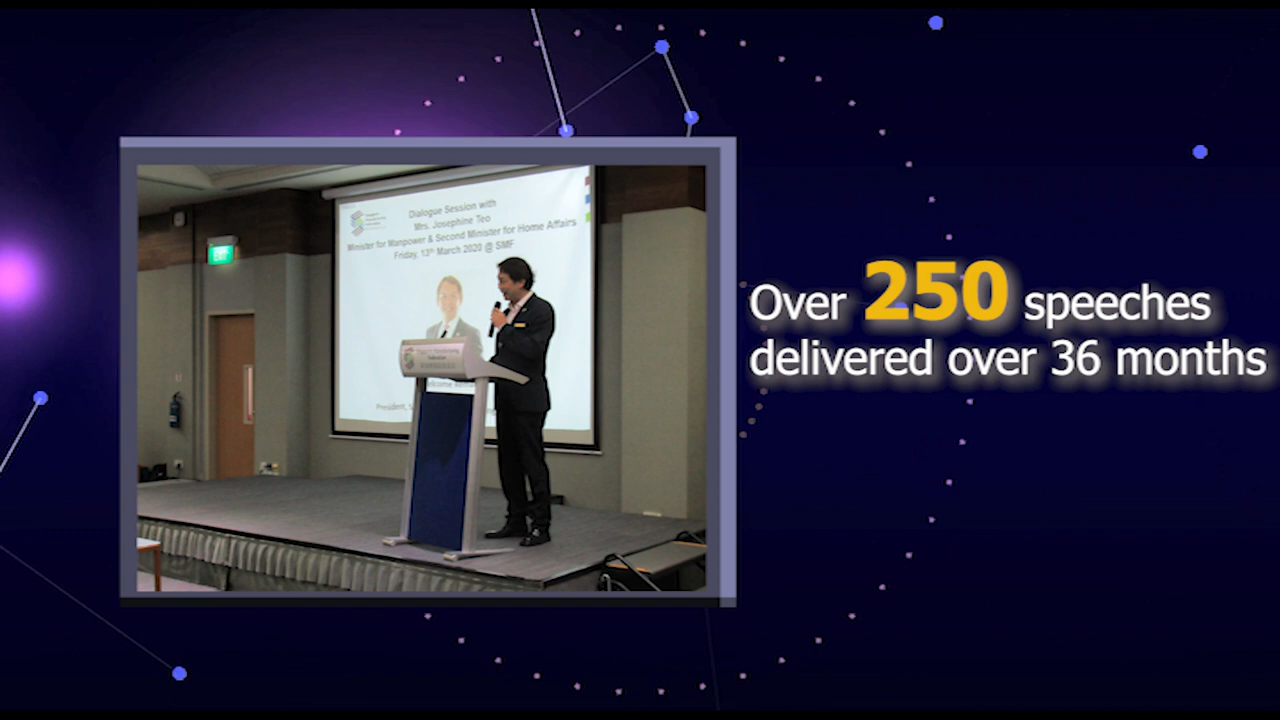 Dialogue Session with
Mrs. Josephine Teo
Minister for Manpower & Second Minister for Home Affairs
Friday, 13th March 2020 @ SMF
EXIT
President,
Over 250 speeches
delivered over 36 months